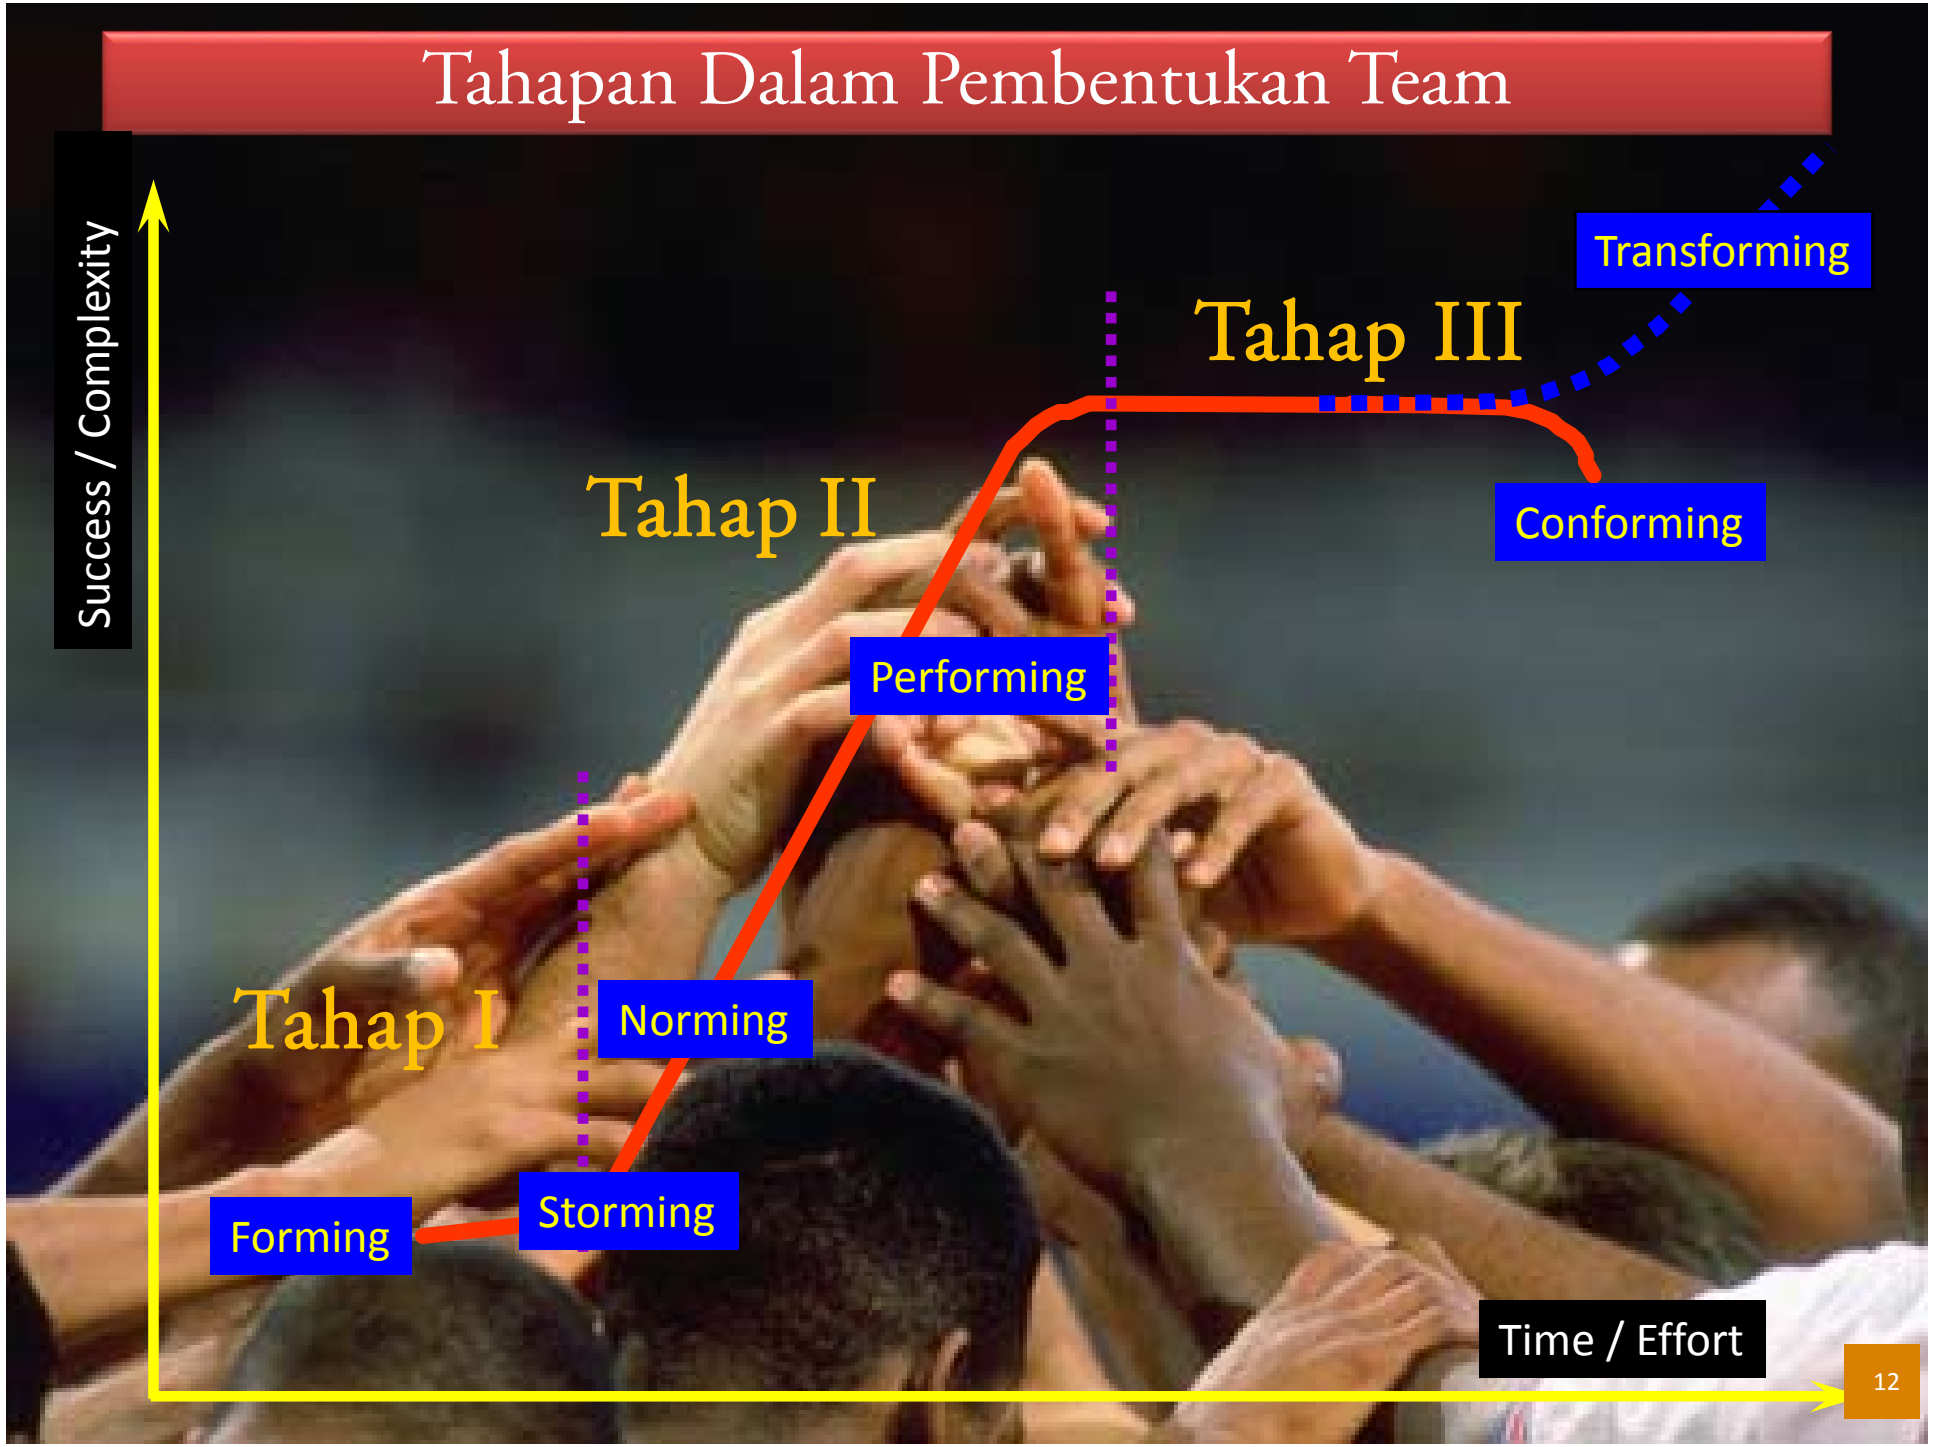 Tahapan Dalam Pembentukan Team
Success / Complexity
Transforming
Tahap III
Conforming
Tahap II
Performing
Tahap I
Norming
Storming
Forming
Time / Effort
12